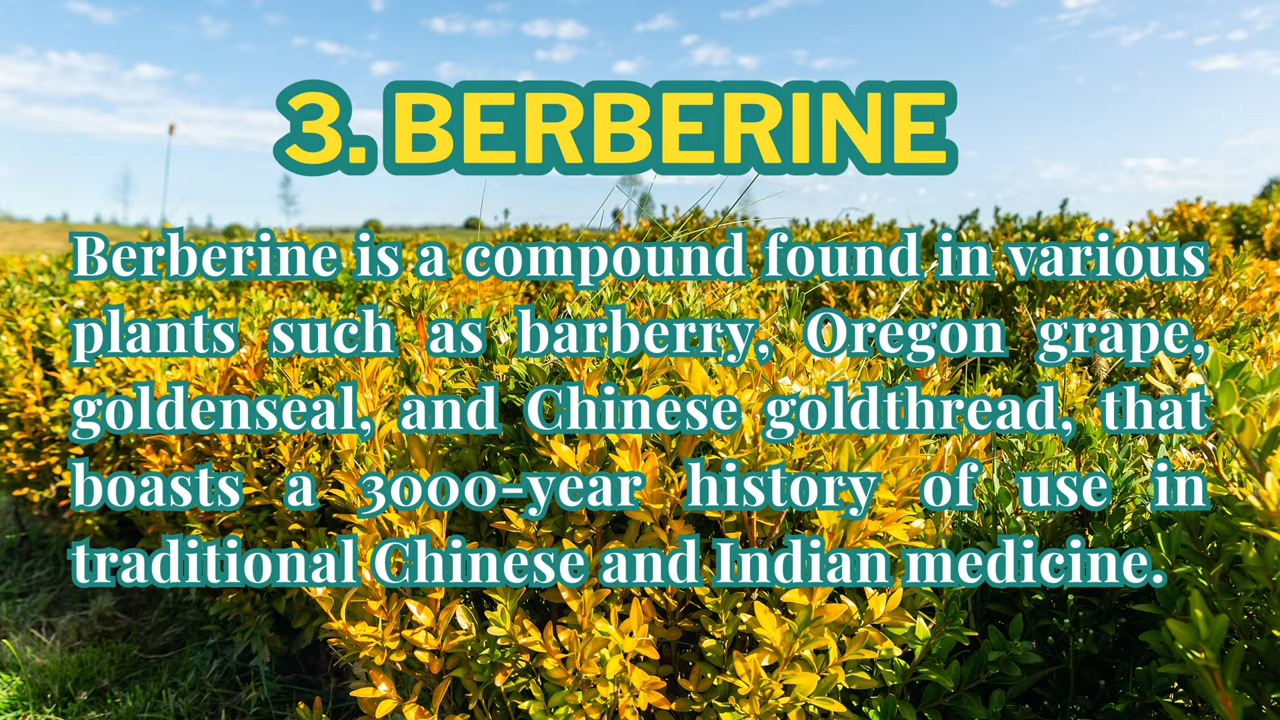 3. BERBERINE
Berberine is a compound found in various
plants such as barberry, Oregon grape,
goldenseal, and Chinese goldthread, that
boasts a 3000-year history of use in
traditional Chinese and Indian medicine.